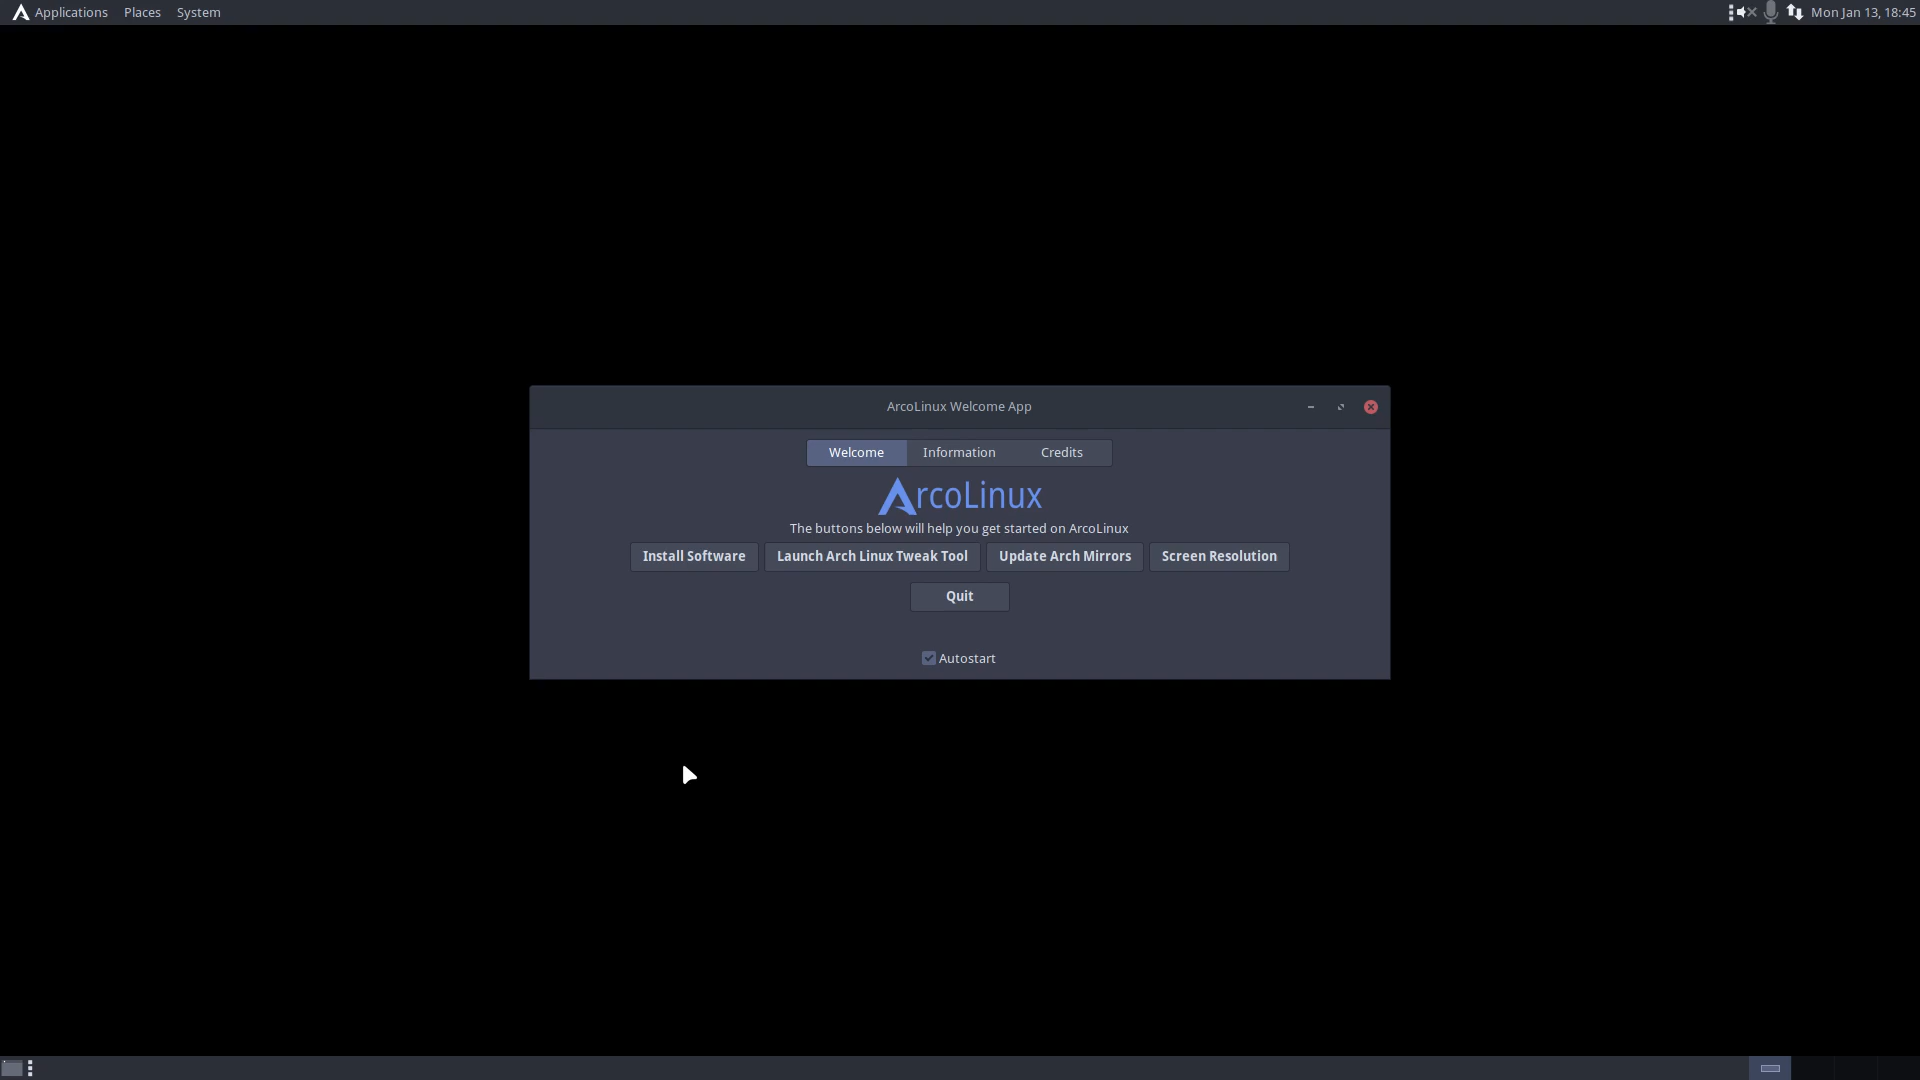 Applications Places System Mon Jan 13, 18:45
ArcoLinux Welcome App
Welcome Information Credits
ArcoLinux
The buttons below will help you get started on ArcoLinux
Install Software Launch Arch Linux Tweak Tool Update Arch Mirrors Screen Resolution
Quit
Autostart